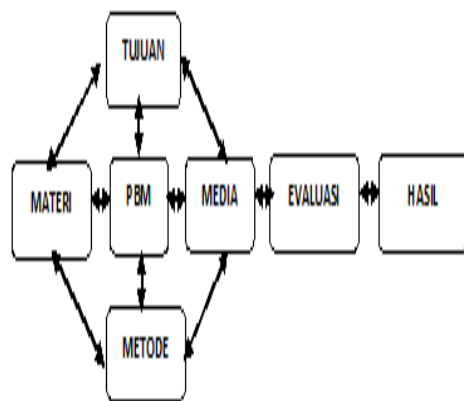 TUJUAN
MATERI
PBM
MEDIA
EVALUASI
HASIL
METODE